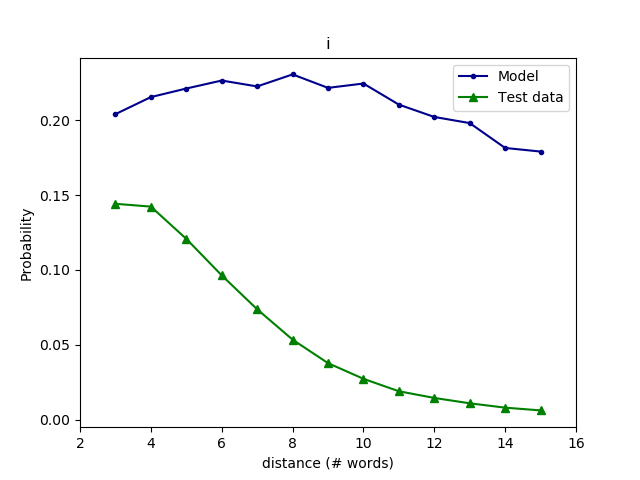 i
Model
Test data
Probability
0.20
0.15
0.10
0.05
0.00
2 4 6 8 10 12 14 16
distance (# words)